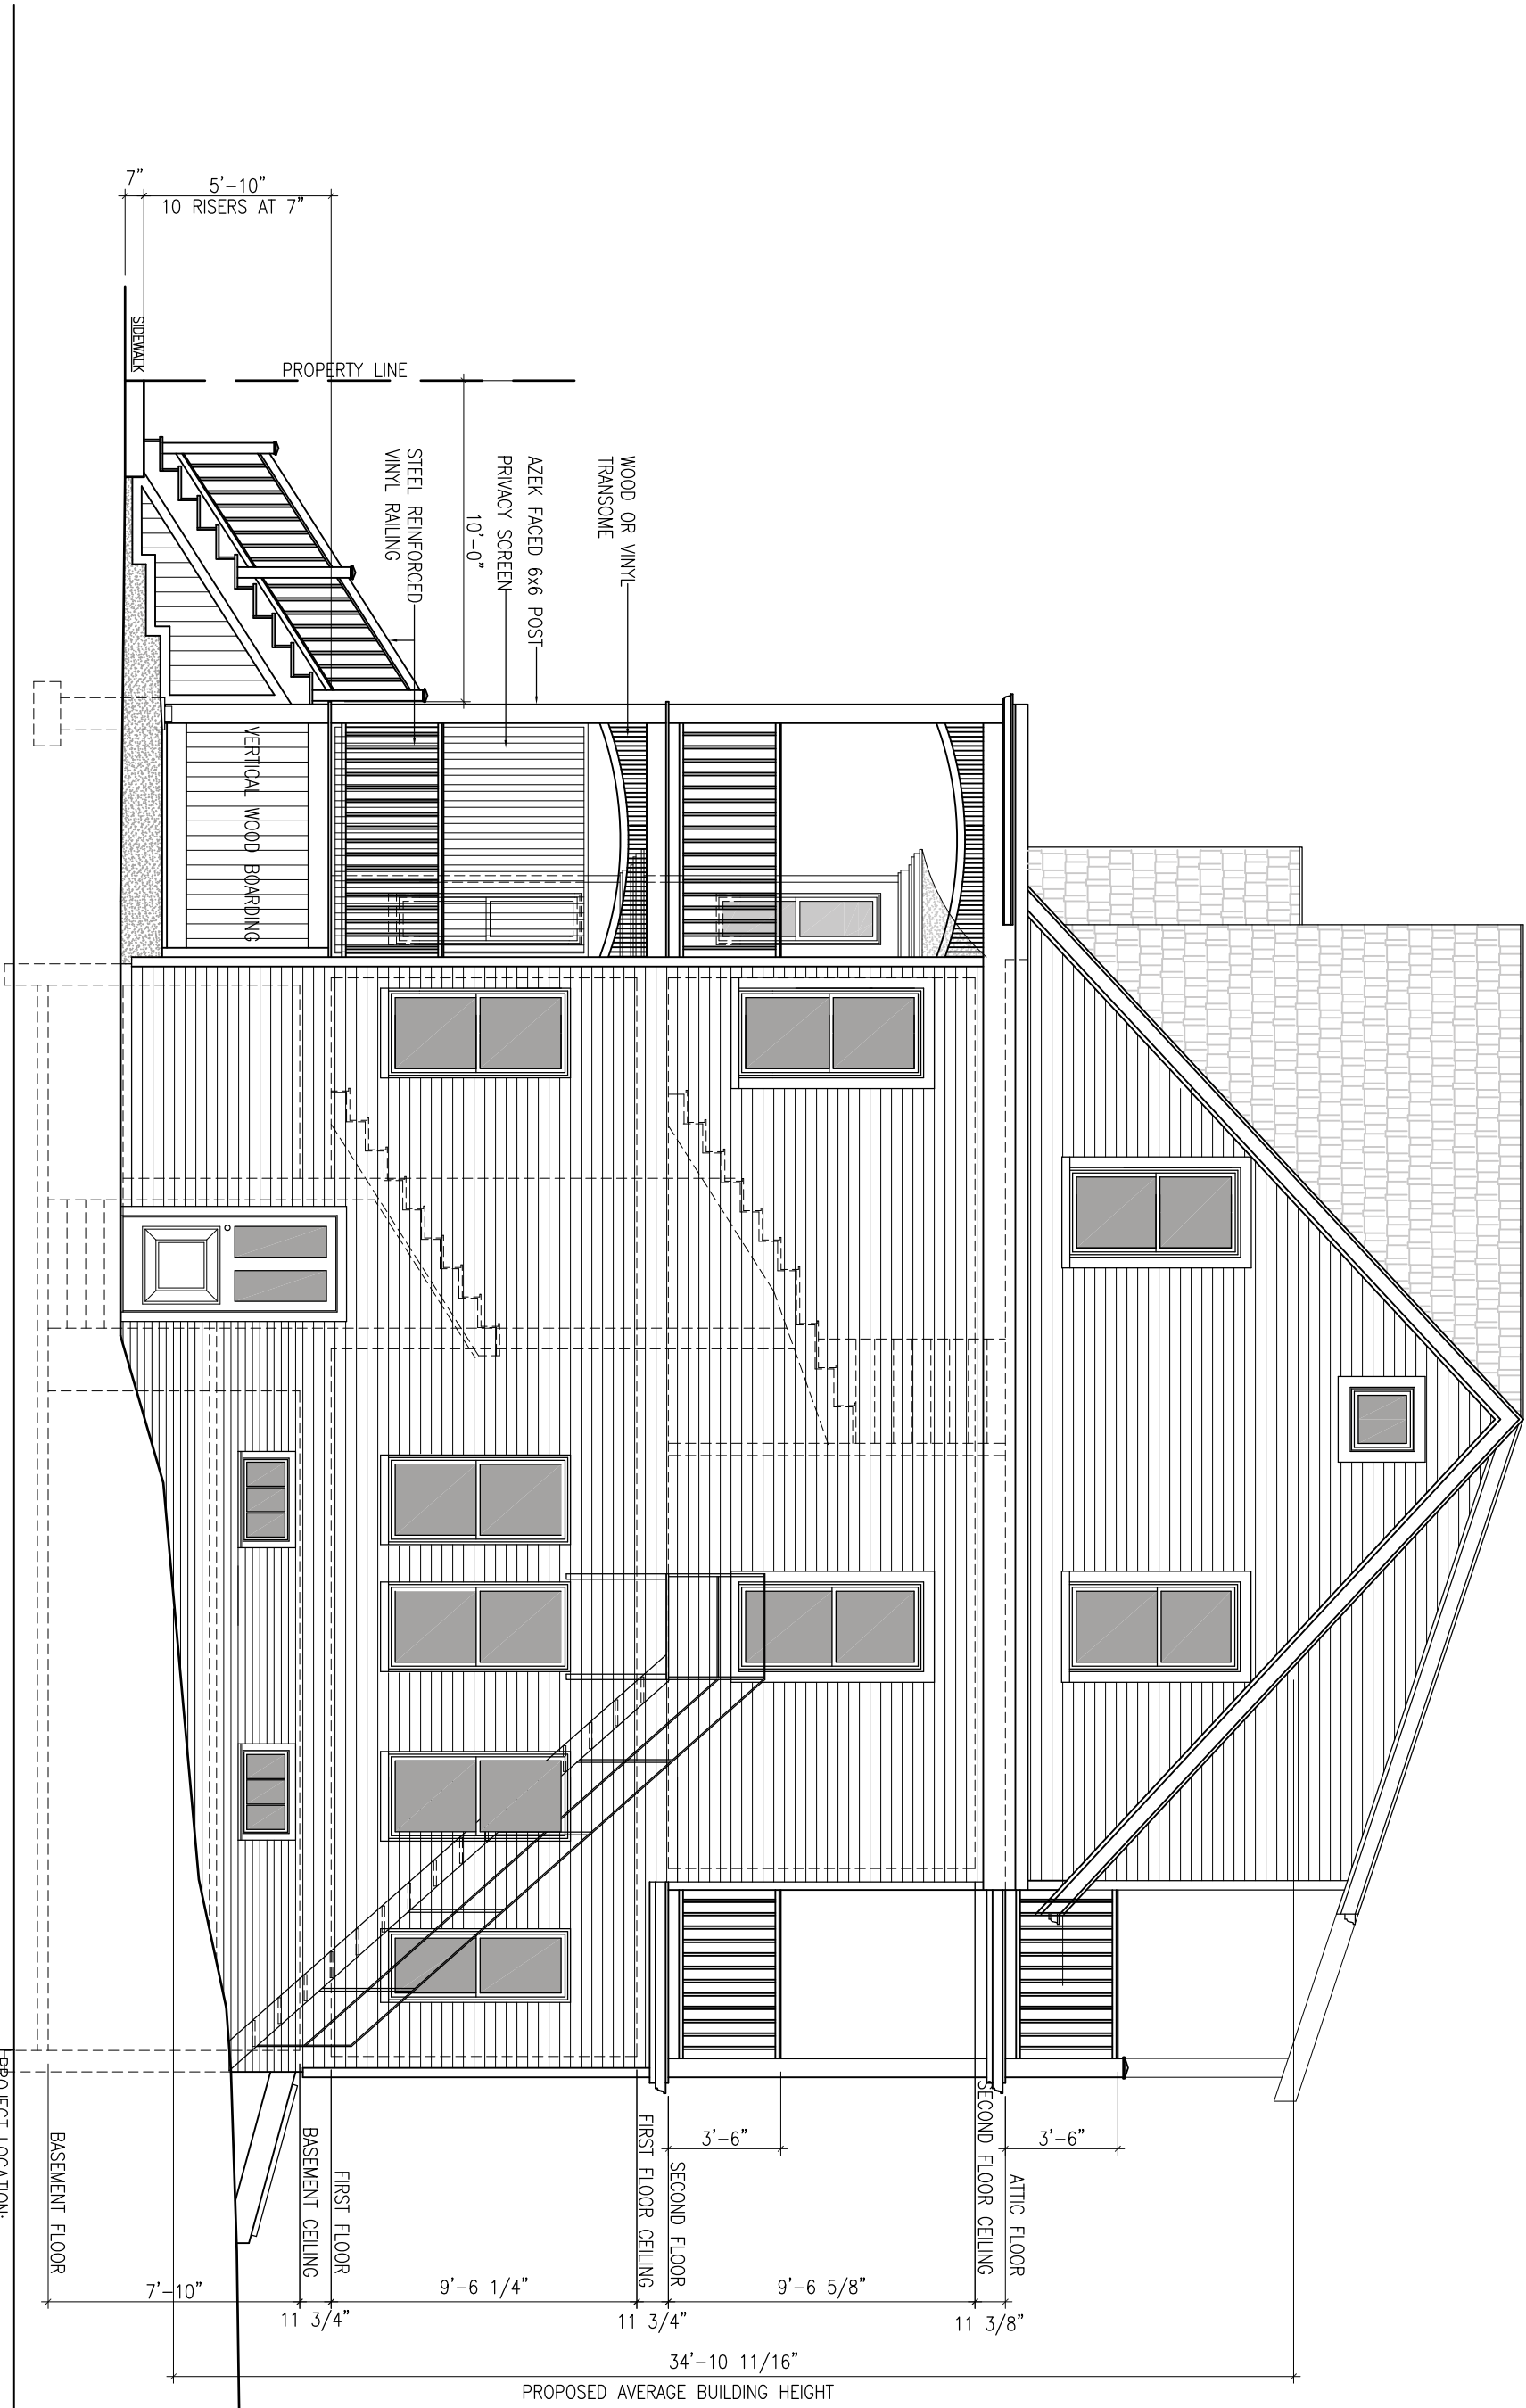 7”
5’-10”
10 RISERS AT 7”
SIDEWALK
PROPERTY LINE
10’-0”
STEEL REINFORCED
VINYL RAILING
PRIVACY SCREEN
AZEK FACED 6x6 POST
WOOD OR VINYL
TRANSOME
VERTICAL WOOD BOARDING
3’-6”
3’-6”
BASEMENT FLOOR
BASEMENT CEILING
FIRST FLOOR
FIRST FLOOR CEILING
SECOND FLOOR
SECOND FLOOR CEILING
ATTIC FLOOR
7’-10”
11 3/4”
9’-6 1/4”
11 3/4”
9’-6 5/8”
11 3/8”
34’-10 11/16”
PROPOSED AVERAGE BUILDING HEIGHT
PROJECT LOCATION: